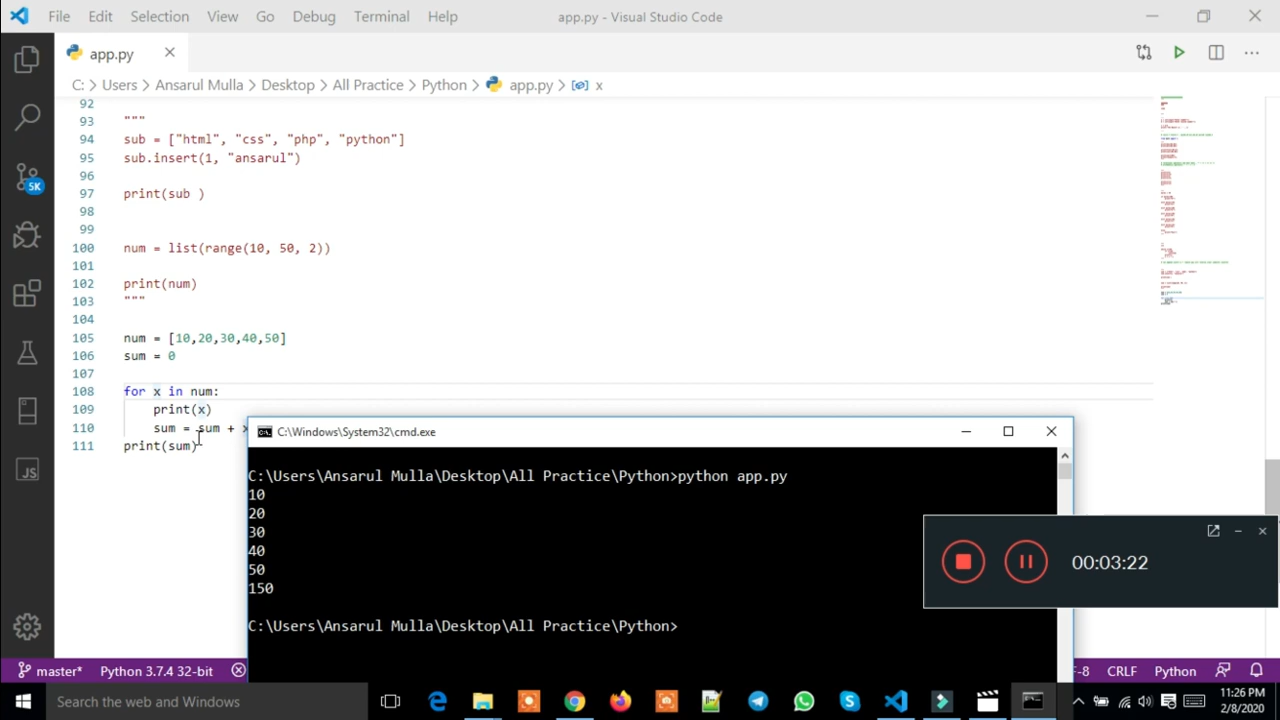 File Edit Selection View Go Debug Terminal Help app.py - Visual Studio Code
app.py
C: > Users > Ansarul Mulla > Desktop > All Practice > Python > app.py > x
92
93 """
94 sub = ["html", "css", "php", "python"]
95 sub.insert(1, "ansarul")
96
97 print(sub )
98
99
100 num = list(range(10, 50, 2))
101
102 print(num)
103 """
104
105 num = [10,20,30,40,50]
106 sum = 0
107
108 for x in num:
109 print(x)
110 sum = sum + x
111 print(sum)
5K
JS
C:\Windows\System32\cmd.exe
C:\Users\Ansarul Mulla\Desktop\All Practice\Python>python app.py
10
20
30
40
50
150
C:\Users\Ansarul Mulla\Desktop\All Practice\Python>
00:03:22
master* Python 3.7.4 32-bit
F-8 CRLF Python
Search the web and Windows
11:26 PM
2/8/2020